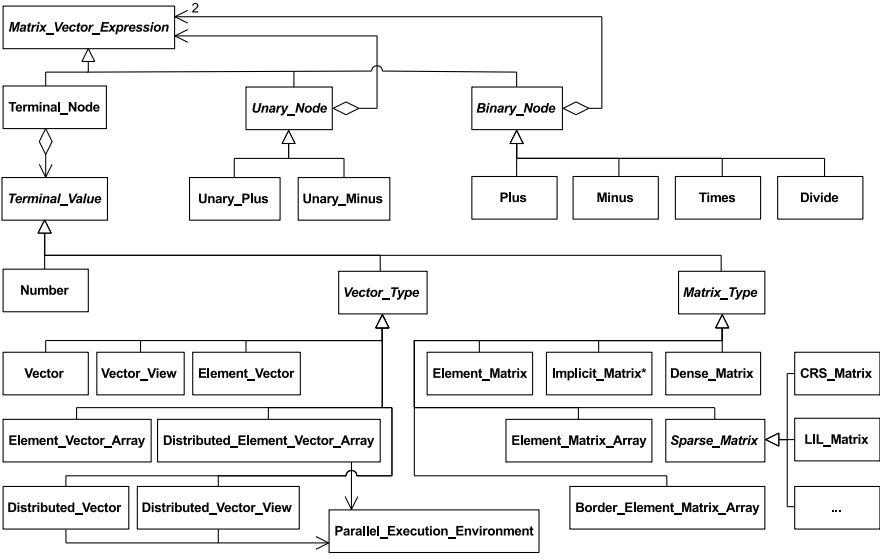 2
Matrix_Vector_Expression
Terminal_Node
Unary_Node
Binary_Node
Terminal_Value
Unary_Plus
Unary_Minus
Plus
Minus
Times
Divide
Number
Vector_Type
Matrix_Type
Vector
Vector_View
Element_Vector
Element_Matrix
Implicit_Matrix*
Dense_Matrix
CRS_Matrix
Element_Vector_Array
Distributed_Element_Vector_Array
Element_Matrix_Array
Sparse_Matrix
LIL_Matrix
Distributed_Vector
Distributed_Vector_View
Border_Element_Matrix_Array
...
Parallel_Execution_Environment